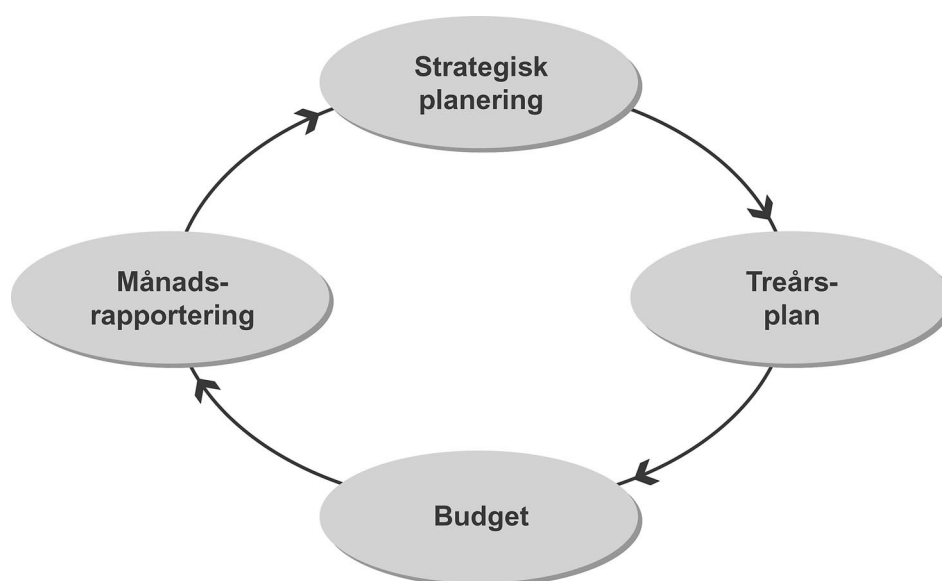 Strategisk
planering
Månads-
rapportering
Treårs-
plan
Budget